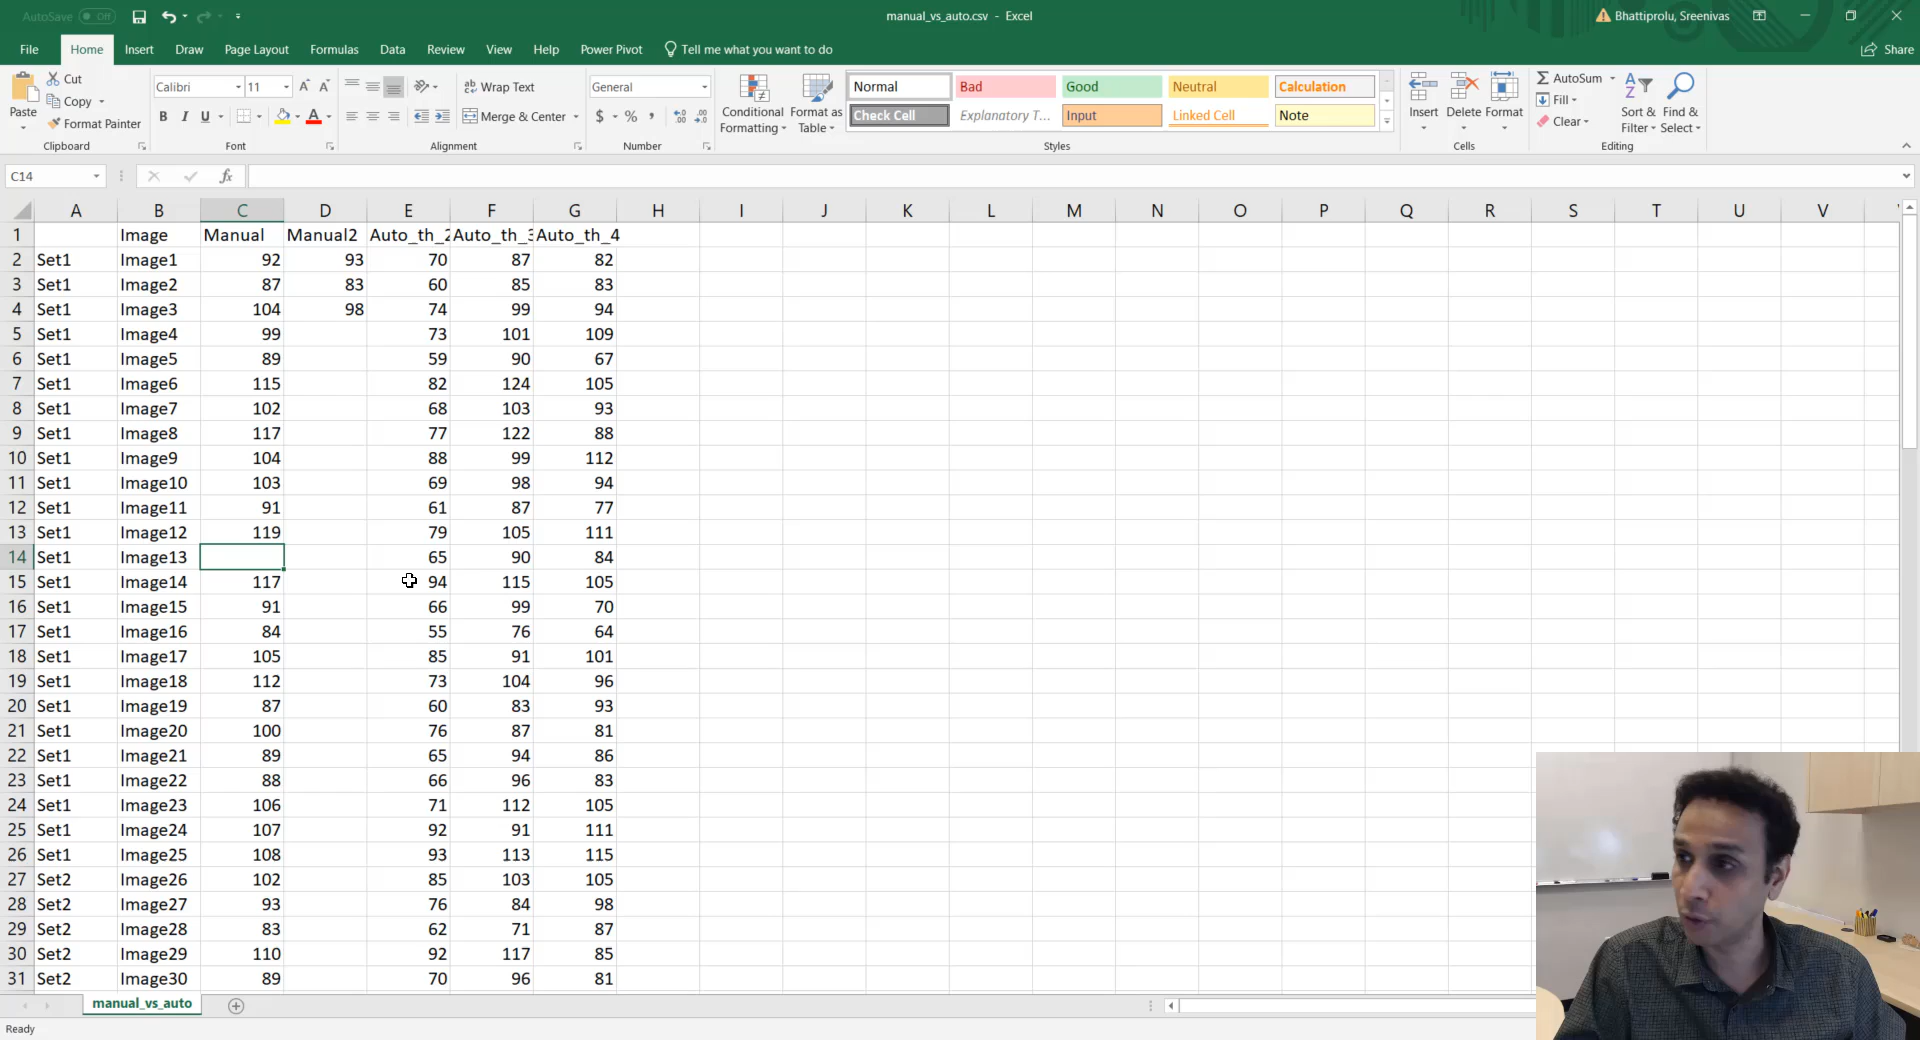 AutoSave Off manual_vs_auto.csv - Excel Bhattiprolu, Sreenivas
File Home Insert Draw Page Layout Formulas Data Review View Help Power Pivot Tell me what you want to do Share
Paste Cut Copy Format Painter
Calibri 11 A A B I U A
Wrap Text Merge & Center
General $ % ,
Conditional Formatting Format as Table
Normal Bad Good Neutral Calculation
Check Cell Explanatory T... Input Linked Cell Note
Insert Delete Format
AutoSum Fill Clear Sort & Filter Find & Select
Clipboard Font Alignment Number Styles Cells Editing
C14 fx
A B C D E F G H I J K L M N O P Q R S T U V
1 Image Manual Manual2 Auto_th_2 Auto_th_3 Auto_th_4
2 Set1 Image1 92 93 70 87 82
3 Set1 Image2 87 83 60 85 83
4 Set1 Image3 104 98 74 99 94
5 Set1 Image4 99 73 101 109
6 Set1 Image5 89 59 90 67
7 Set1 Image6 115 82 124 105
8 Set1 Image7 102 68 103 93
9 Set1 Image8 117 77 122 88
10 Set1 Image9 104 88 99 112
11 Set1 Image10 103 69 98 94
12 Set1 Image11 91 61 87 77
13 Set1 Image12 119 79 105 111
14 Set1 Image13 65 90 84
15 Set1 Image14 117 94 115 105
16 Set1 Image15 91 66 99 70
17 Set1 Image16 84 55 76 64
18 Set1 Image17 105 85 91 101
19 Set1 Image18 112 73 104 96
20 Set1 Image19 87 60 83 93
21 Set1 Image20 100 76 87 81
22 Set1 Image21 89 65 94 86
23 Set1 Image22 88 66 96 83
24 Set1 Image23 106 71 112 105
25 Set1 Image24 107 92 91 111
26 Set1 Image25 108 93 113 115
27 Set2 Image26 102 85 103 105
28 Set2 Image27 93 76 84 98
29 Set2 Image28 83 62 71 87
30 Set2 Image29 110 92 117 85
31 Set2 Image30 89 70 96 81
manual_vs_auto
Ready